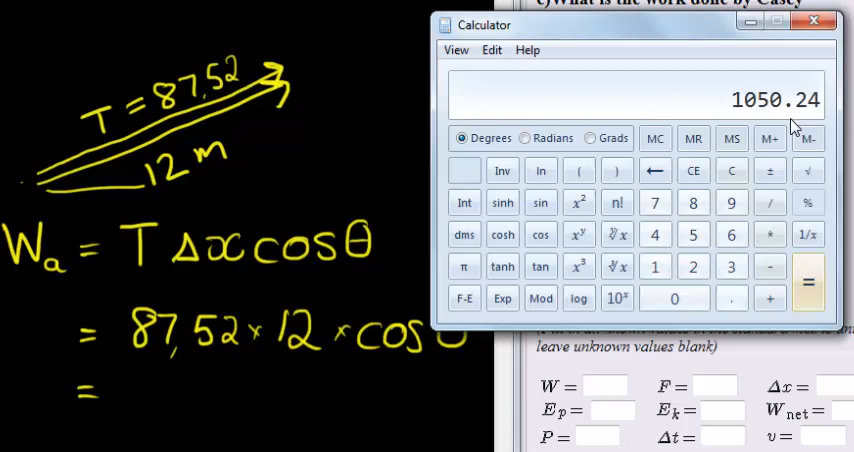 c)What is the work done by Casey
Calculator
View Edit Help
1050.24
Degrees Radians Grads MC MR MS M+ M-
Inv ln ( ) ← CE C ± √
Int sinh sin x² n! 7 8 9 / %
dms cosh cos xʸ ʸ√x 4 5 6 * 1/x
π tanh tan x³ ³√x 1 2 3 - =
F-E Exp Mod log 10ˣ 0 . +
T = 87,52
12 m
Wa = T Δx cosθ
= 87,52 × 12 × cos
=
leave unknown values blank)
W = F = Δx =
Eₚ = Eₖ = Wnet =
P = Δt = v =